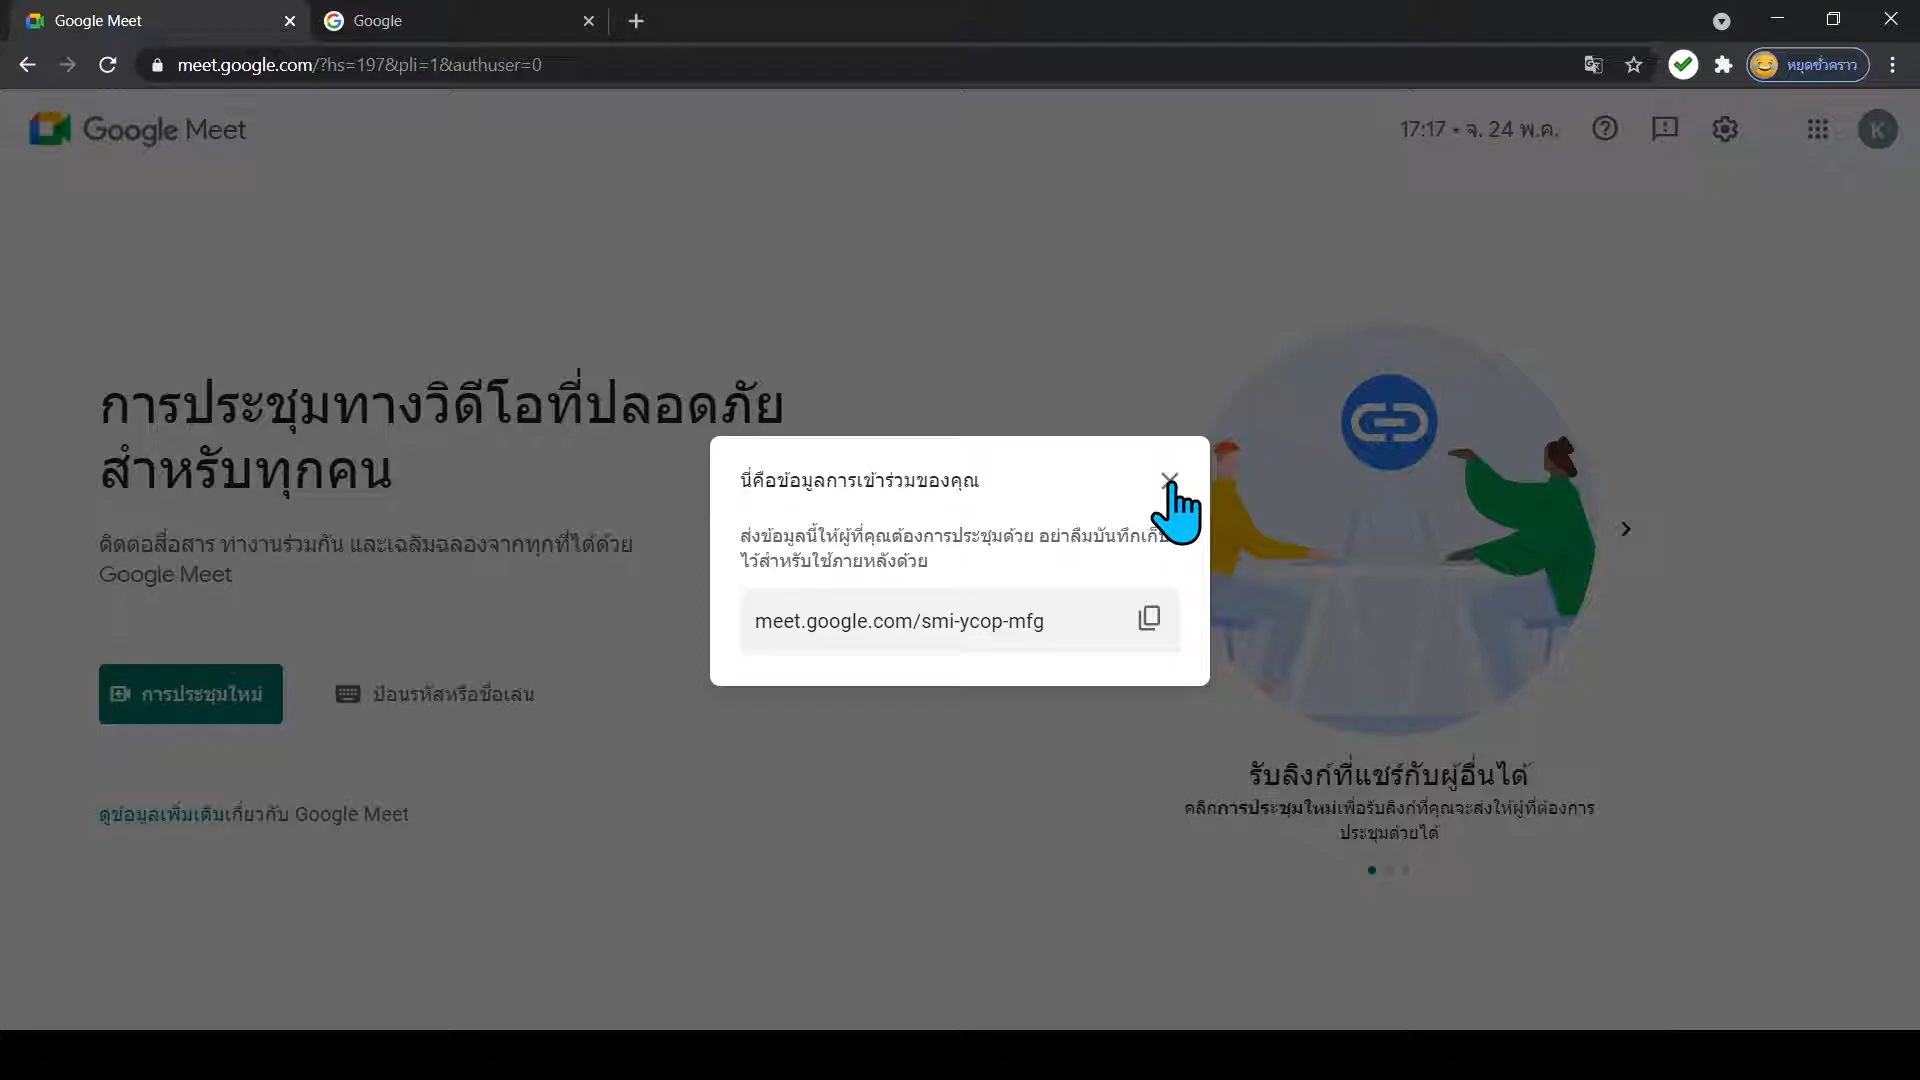 Google Meet
Google
meet.google.com/?hs=197&pli=1&authuser=0
หยุดชั่วคราว
Google Meet
17:17 • จ. 24 พ.ค.
K
การประชุมทางวิดีโอที่ปลอดภัย
สำหรับทุกคน
ติดต่อสื่อสาร ทำงานร่วมกัน และเฉลิมฉลองจากทุกที่ได้ด้วย
Google Meet
การประชุมใหม่
ป้อนรหัสหรือชื่อเล่น
ดูข้อมูลเพิ่มเติมเกี่ยวกับ Google Meet
นี่คือข้อมูลการเข้าร่วมของคุณ
ส่งข้อมูลนี้ให้ผู้ที่คุณต้องการประชุมด้วย อย่าลืมบันทึกเก็บ
ไว้สำหรับใช้ภายหลังด้วย
meet.google.com/smi-ycop-mfg
รับลิงก์ที่แชร์กับผู้อื่นได้
คลิกการประชุมใหม่เพื่อรับลิงก์ที่คุณจะส่งให้ผู้ที่ต้องการ
ประชุมด้วยได้